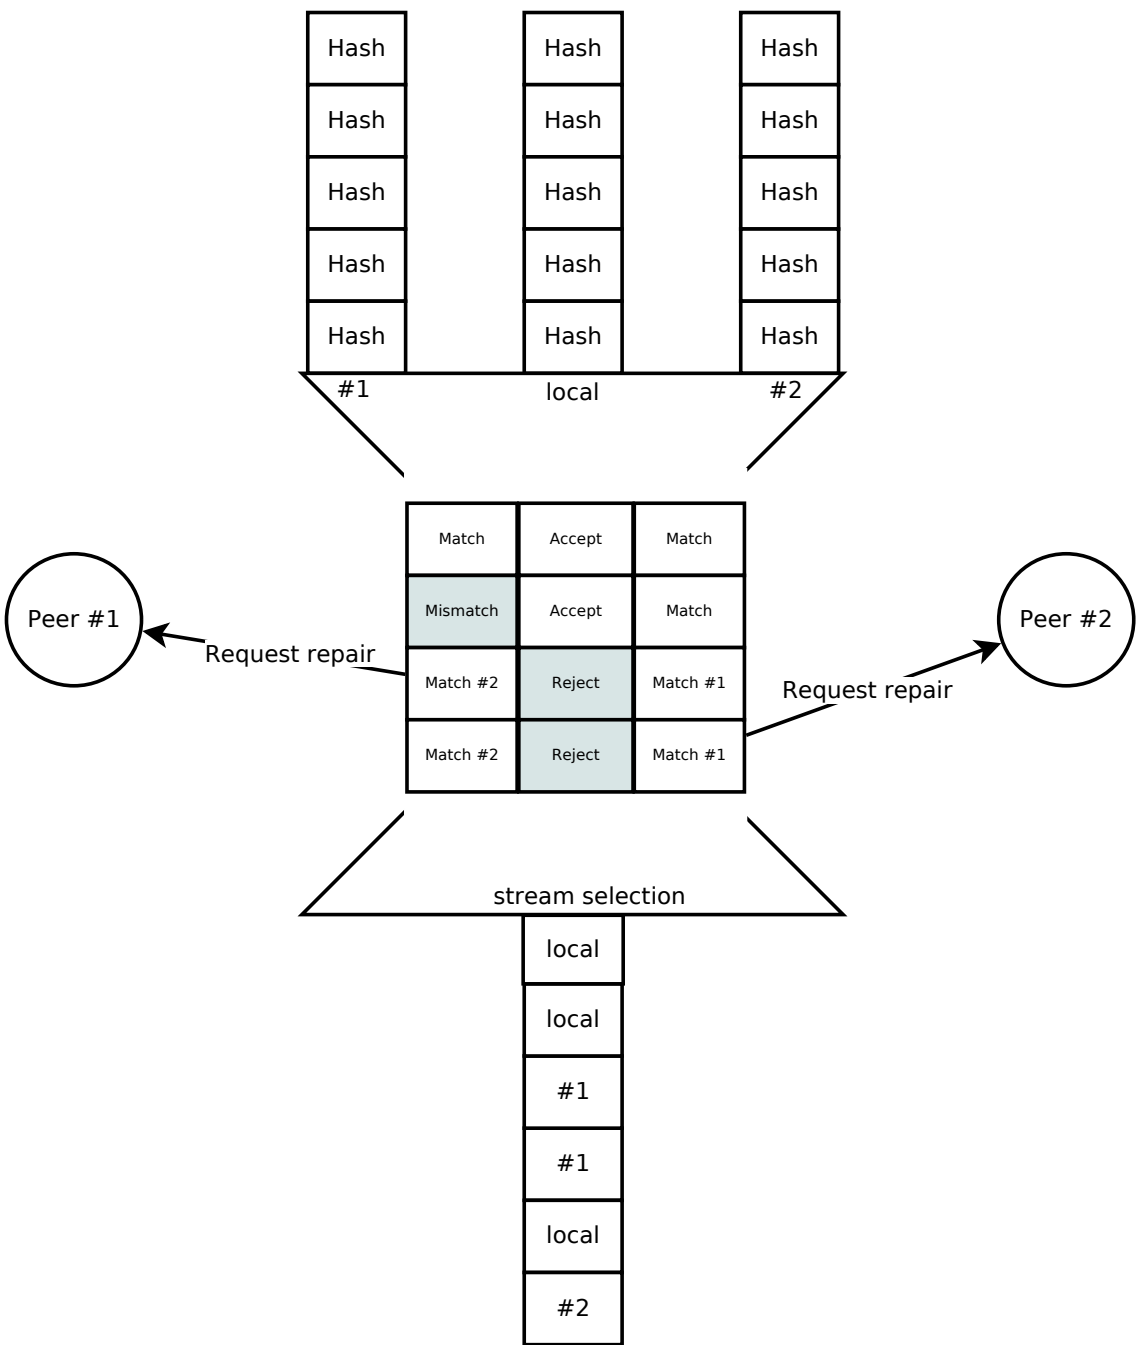 Hash Hash Hash
Hash Hash Hash
Hash Hash Hash
Hash Hash Hash
Hash Hash Hash
#1 local #2
Match Accept Match
Mismatch Accept Match
Peer #1
Peer #2
Request repair
Match #2 Reject Match #1
Request repair
Match #2 Reject Match #1
stream selection
local
local
#1
#1
local
#2